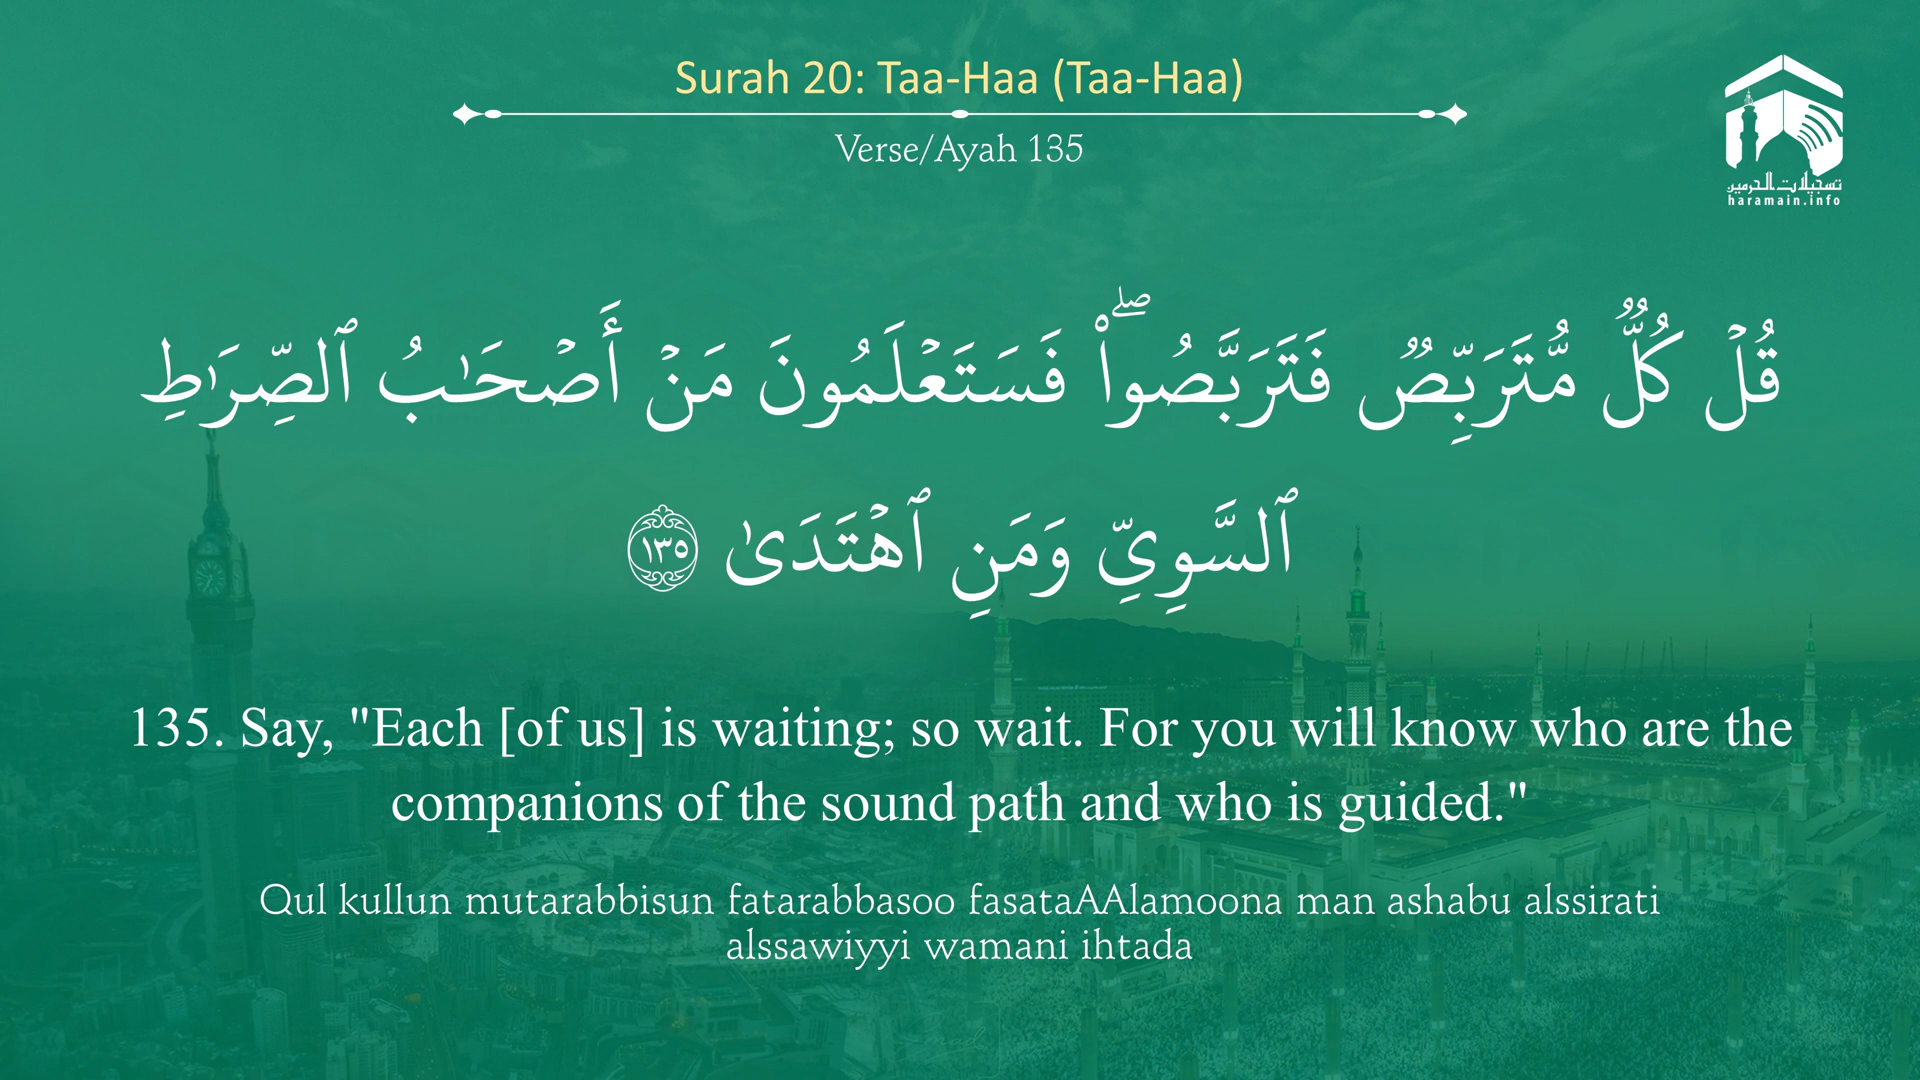 Surah 20: Taa-Haa (Taa-Haa)
Verse/Ayah 135
تسجيلات الحرمين
haramain.info
قُلۡ كُلّٞ مُّتَرَبِّصٞ فَتَرَبَّصُواْۖ فَسَتَعۡلَمُونَ مَنۡ أَصۡحَٰبُ ٱلصِّرَٰطِ
ٱلسَّوِيِّ وَمَنِ ٱهۡتَدَىٰ ١٣٥
135. Say, "Each [of us] is waiting; so wait. For you will know who are the
companions of the sound path and who is guided."
Qul kullun mutarabbisun fatarabbasoo fasataAAlamoona man ashabu alssirati
alssawiyyi wamani ihtada